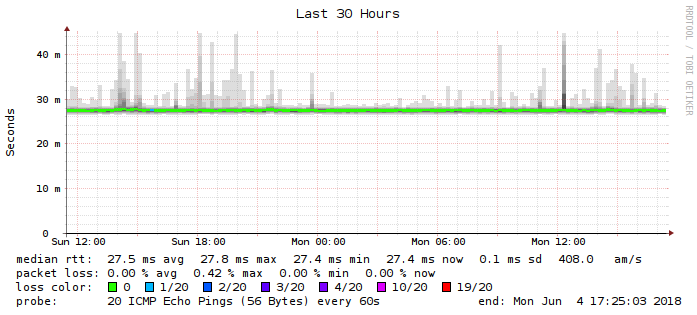 Last 30 Hours
RRDTOOL / TOBI OETIKER
Seconds
40 m
30 m
20 m
10 m
0
Sun 12:00 Sun 18:00 Mon 00:00 Mon 06:00 Mon 12:00
median rtt: 27.5 ms avg 27.8 ms max 27.4 ms min 27.4 ms now 0.1 ms sd 408.0 am/s
packet loss: 0.00 % avg 0.42 % max 0.00 % min 0.00 % now
loss color: 0 1/20 2/20 3/20 4/20 10/20 19/20
probe: 20 ICMP Echo Pings (56 Bytes) every 60s end: Mon Jun 4 17:25:03 2018